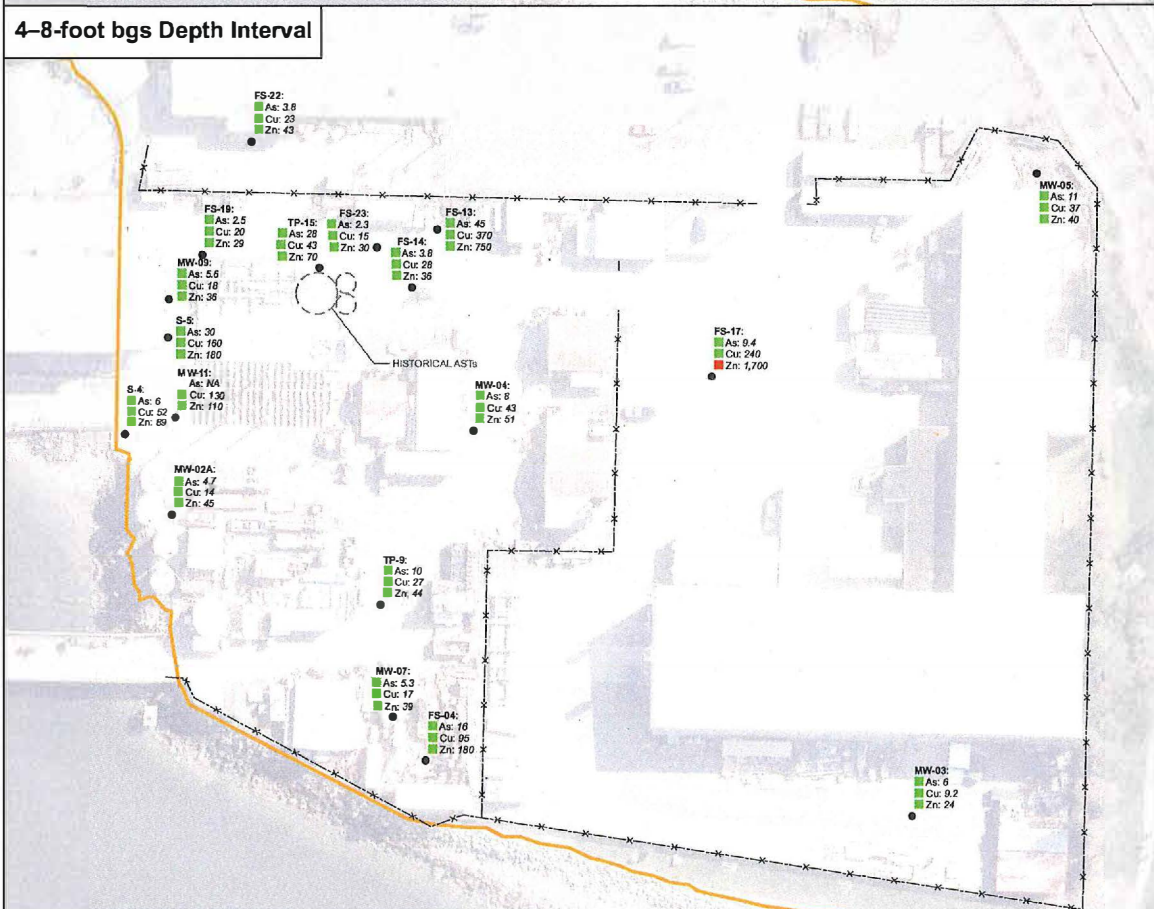 4–8-foot bgs Depth Interval
FS-22:
As: 3.8
Cu: 23
Zn: 43
FS-19:
As: 2.5
Cu: 20
Zn: 29
TP-15:
As: 28
Cu: 43
Zn: 70
FS-23:
As: 2.3
Cu: 15
Zn: 30
FS-13:
As: 45
Cu: 370
Zn: 750
FS-14:
As: 3.8
Cu: 28
Zn: 36
MW-05:
As: 11
Cu: 37
Zn: 40
MW-09:
As: 5.6
Cu: 18
Zn: 36
S-5:
As: 30
Cu: 160
Zn: 180
HISTORICAL ASTs
FS-17:
As: 9.4
Cu: 240
Zn: 1,700
MW-11:
As: NA
Cu: 130
Zn: 110
S-4:
As: 6
Cu: 52
Zn: 89
MW-04:
As: 8
Cu: 43
Zn: 51
MW-02A:
As: 4.7
Cu: 14
Zn: 45
TP-9:
As: 10
Cu: 27
Zn: 44
MW-07:
As: 5.3
Cu: 17
Zn: 39
FS-04:
As: 16
Cu: 95
Zn: 180
MW-03:
As: 6
Cu: 9.2
Zn: 24